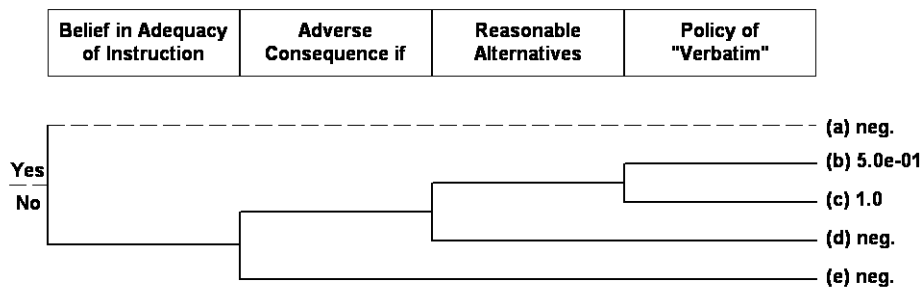 Belief in Adequacy
of Instruction
Adverse
Consequence if
Reasonable
Alternatives
Policy of
"Verbatim"
Yes
No
(a) neg.
(b) 5.0e-01
(c) 1.0
(d) neg.
(e) neg.